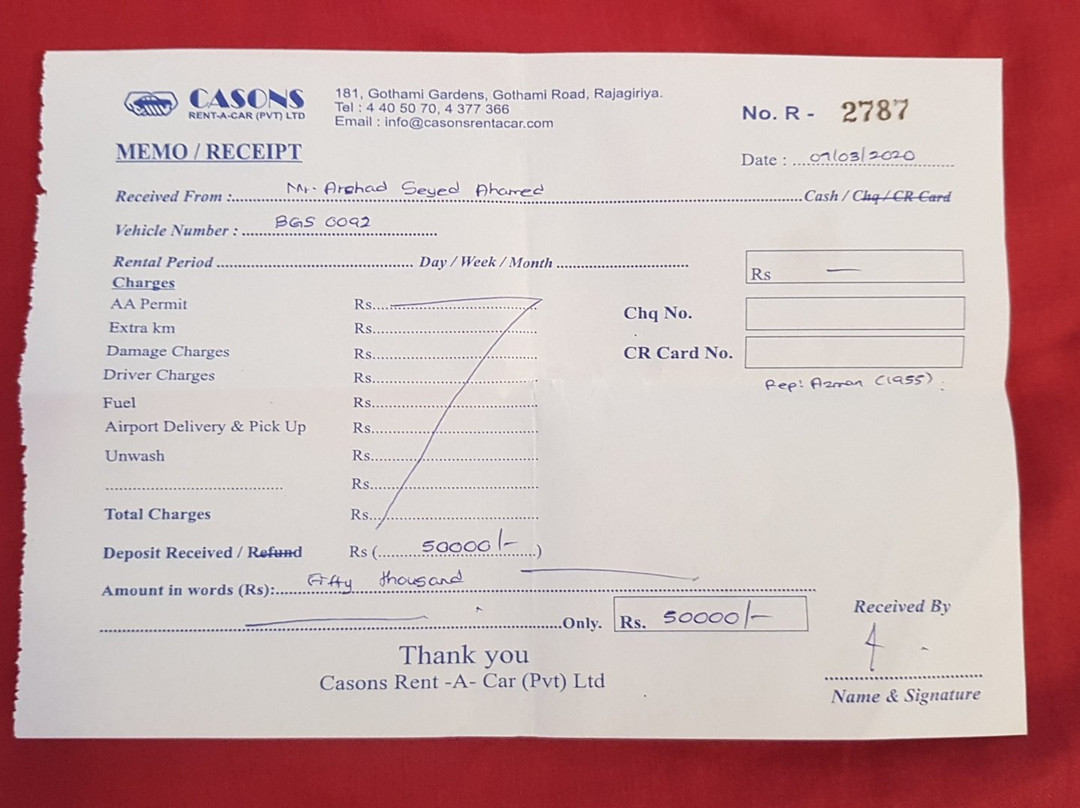 CASONS
RENT-A-CAR (PVT) LTD
181, Gothami Gardens, Gothami Road, Rajagiriya.
Tel : 4 40 50 70, 4 377 366
Email : info@casonsrentacar.com
No. R - 2787
MEMO / RECEIPT
Date : 07/03/2020
Received From : Mr. Arshad Seyed Ahamed Cash / Chq / CR Card
Vehicle Number : BGS 0092
Rental Period Day / Week / Month
Rs —
Charges
AA Permit Rs.
Extra km Rs.
Chq No.
Damage Charges Rs.
CR Card No.
Driver Charges Rs.
Rep: Azman (1955)
Fuel Rs.
Airport Delivery & Pick Up Rs.
Unwash Rs.
Rs.
Total Charges Rs.
Deposit Received / Refund Rs (50000/-)
Amount in words (Rs): Fifty thousand
Only. Rs. 50000/-
Received By
Thank you
Casons Rent -A- Car (Pvt) Ltd
Name & Signature